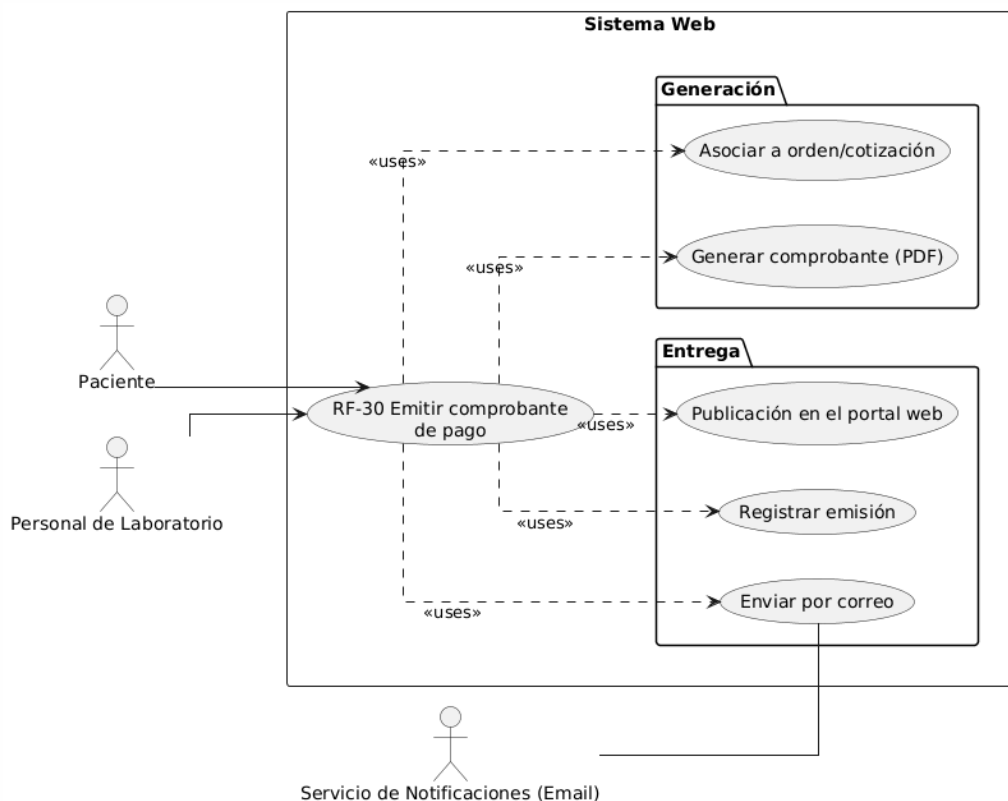 Sistema Web
Generación
Asociar a orden/cotización
«uses»
Generar comprobante (PDF)
«uses»
Entrega
Paciente
RF-30 Emitir comprobante
de pago
Publicación en el portal web
«uses»
Personal de Laboratorio
Registrar emisión
«uses»
Enviar por correo
«uses»
Servicio de Notificaciones (Email)